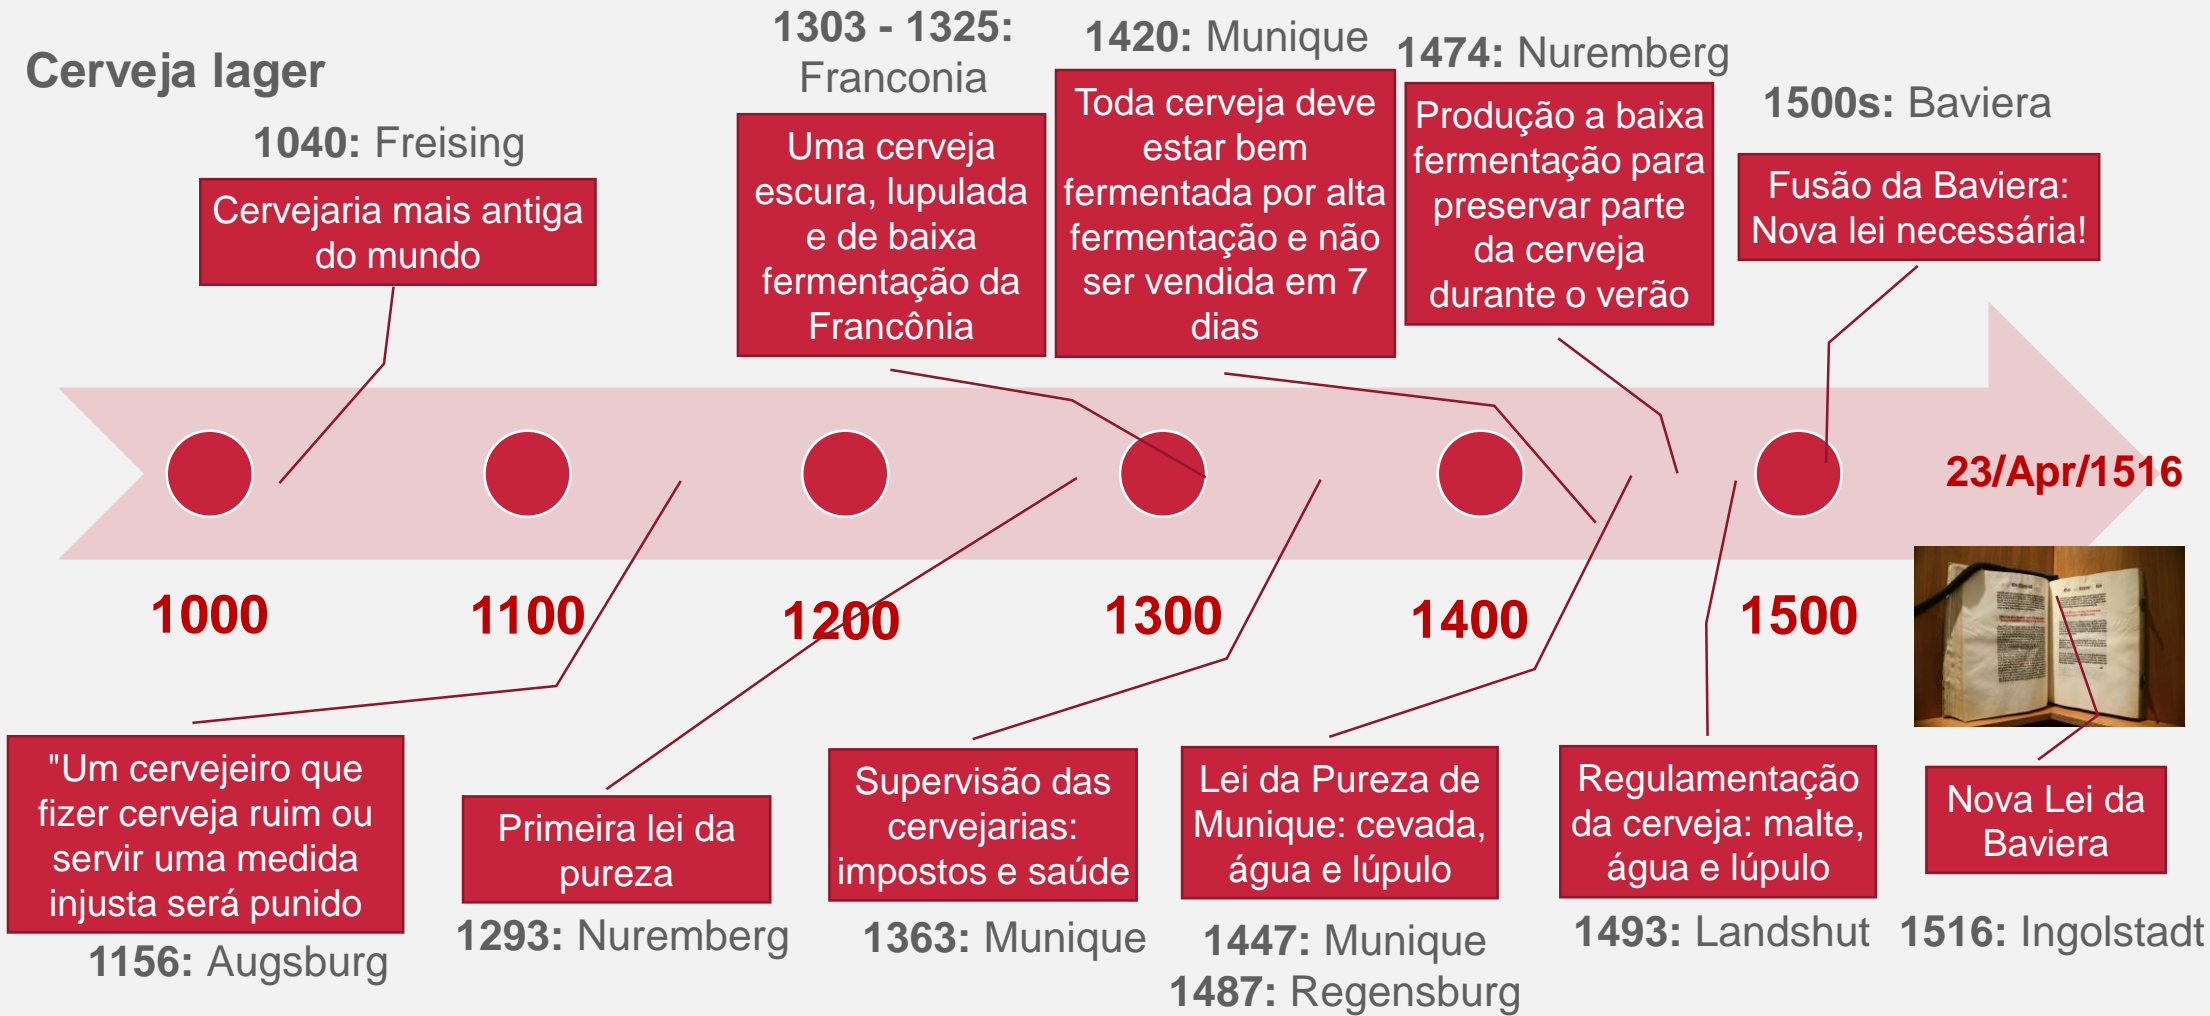 Cerveja lager
1040: Freising
Cervejaria mais antiga
do mundo
1303 - 1325:
Franconia
Uma cerveja
escura, lupulada
e de baixa
fermentação da
Francônia
1420: Munique
Toda cerveja deve
estar bem
fermentada por alta
fermentação e não
ser vendida em 7
dias
1474: Nuremberg
Produção a baixa
fermentação para
preservar parte
da cerveja
durante o verão
1500s: Baviera
Fusão da Baviera:
Nova lei necessária!
23/Apr/1516
1000
1100
1200
1300
1400
1500
"Um cervejeiro que
fizer cerveja ruim ou
servir uma medida
injusta será punido
1156: Augsburg
Primeira lei da
pureza
1293: Nuremberg
Supervisão das
cervejarias:
impostos e saúde
1363: Munique
Lei da Pureza de
Munique: cevada,
água e lúpulo
1447: Munique
1487: Regensburg
Regulamentação
da cerveja: malte,
água e lúpulo
1493: Landshut
Nova Lei da
Baviera
1516: Ingolstadt